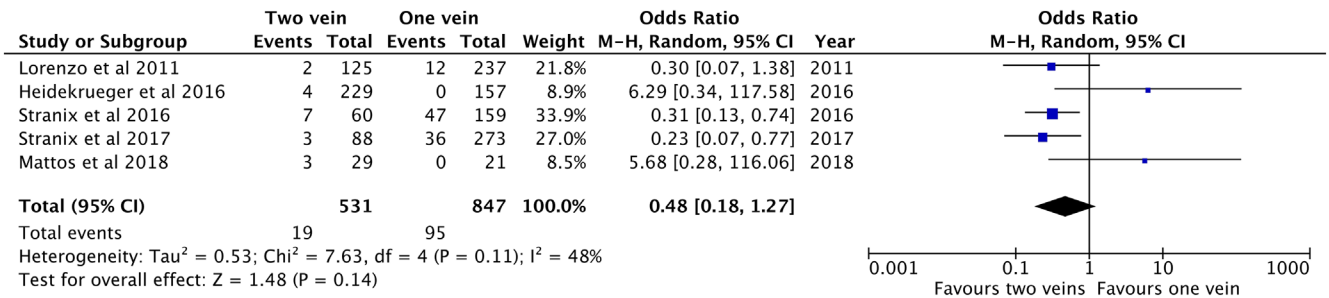 Two vein One vein Odds Ratio Odds Ratio
Study or Subgroup Events Total Events Total Weight M-H, Random, 95% CI Year M-H, Random, 95% CI
Lorenzo et al 2011 2 125 12 237 21.8% 0.30 [0.07, 1.38] 2011
Heidekrueger et al 2016 4 229 0 157 8.9% 6.29 [0.34, 117.58] 2016
Stranix et al 2016 7 60 47 159 33.9% 0.31 [0.13, 0.74] 2016
Stranix et al 2017 3 88 36 273 27.0% 0.23 [0.07, 0.77] 2017
Mattos et al 2018 3 29 0 21 8.5% 5.68 [0.28, 116.06] 2018
Total (95% CI) 531 847 100.0% 0.48 [0.18, 1.27]
Total events 19 95
Heterogeneity: Tau² = 0.53; Chi² = 7.63, df = 4 (P = 0.11); I² = 48%
Test for overall effect: Z = 1.48 (P = 0.14)
0.001 0.1 1 10 1000
Favours two veins Favours one vein